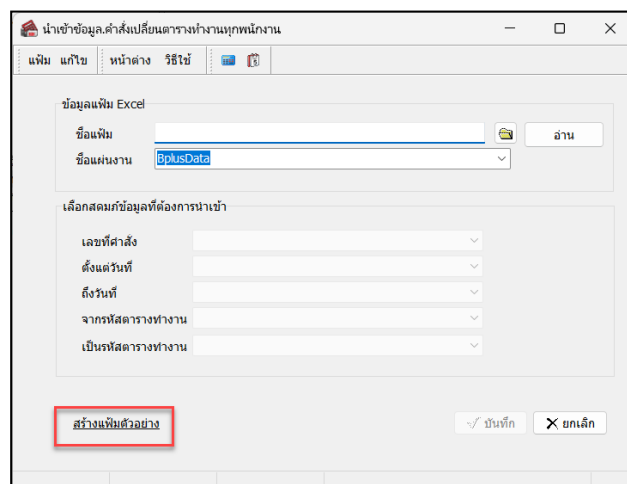 นำเข้าข้อมูล.คำสั่งเปลี่ยนตารางทำงานทุกพนักงาน
แฟ้ม แก้ไข หน้าต่าง วิธีใช้
ข้อมูลแฟ้ม Excel
ชื่อแฟ้ม อ่าน
ชื่อแผ่นงาน BplusData
เลือกสดมภ์ข้อมูลที่ต้องการนำเข้า
เลขที่คำสั่ง
ตั้งแต่วันที่
ถึงวันที่
จากรหัสตารางทำงาน
เป็นรหัสตารางทำงาน
สร้างแฟ้มตัวอย่าง บันทึก ยกเลิก